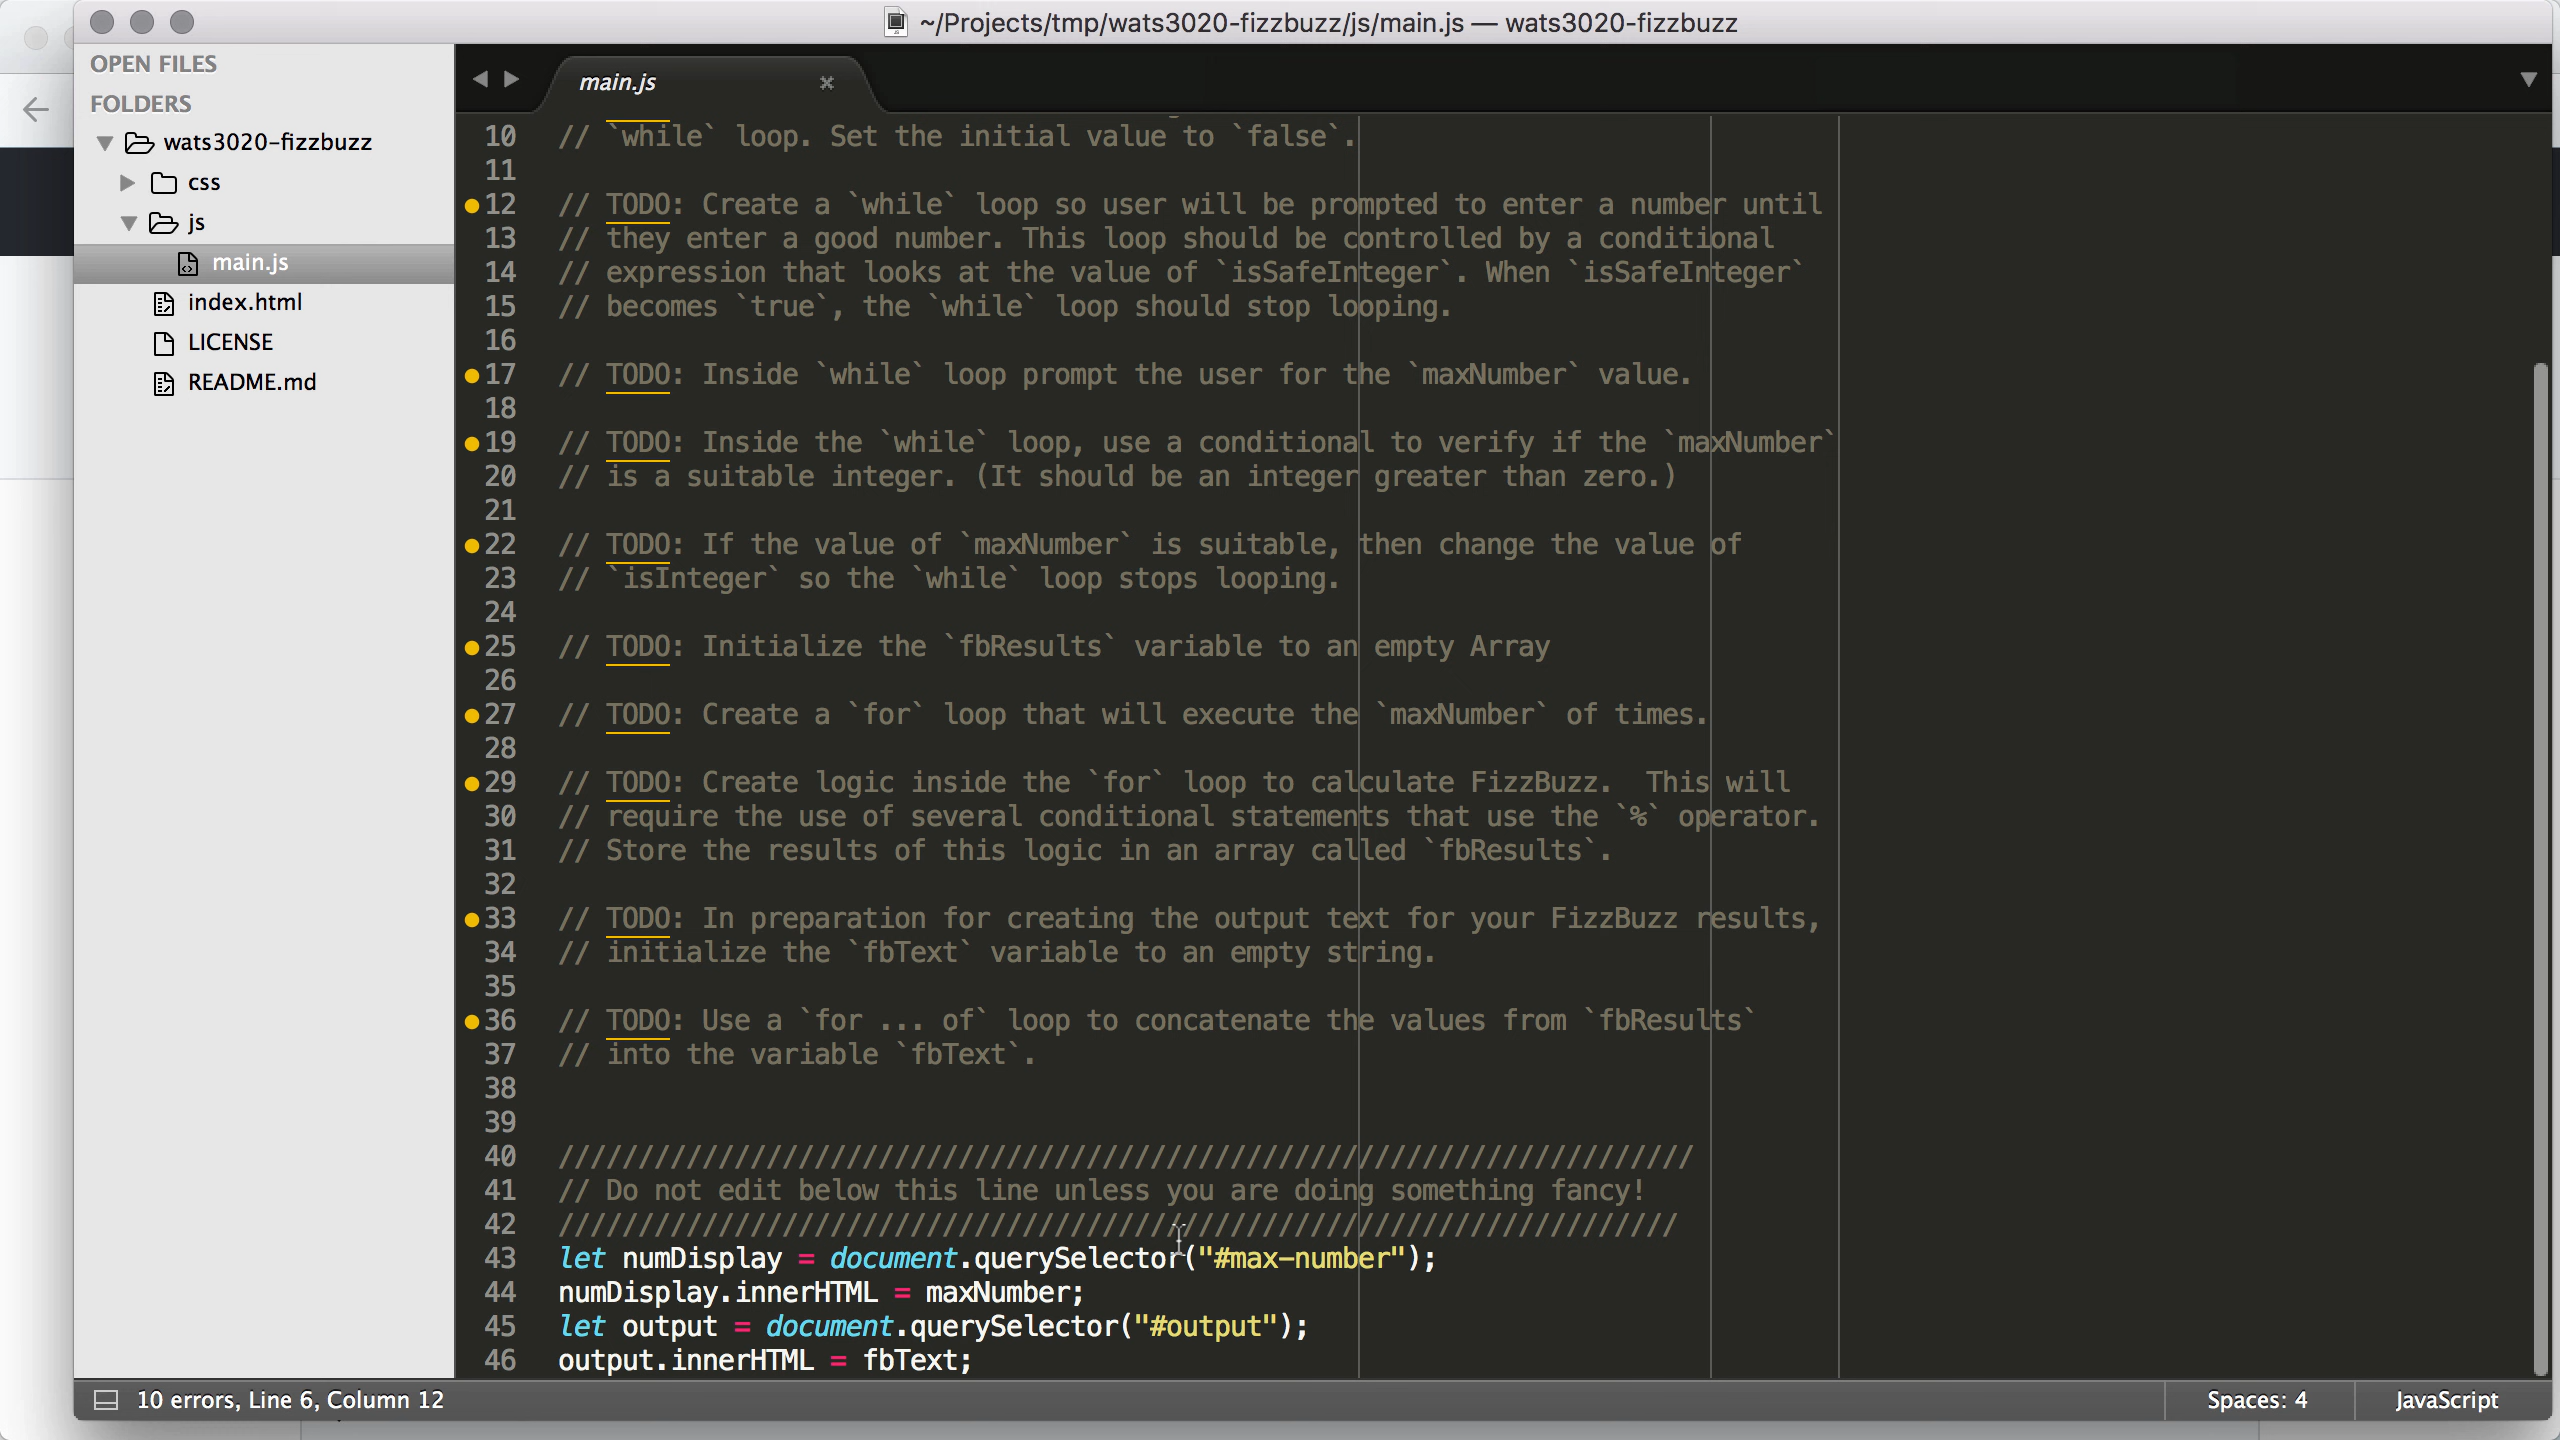 ~/Projects/tmp/wats3020-fizzbuzz/js/main.js — wats3020-fizzbuzz
OPEN FILES
FOLDERS
wats3020-fizzbuzz
css
js
main.js
index.html
LICENSE
README.md
main.js
10 // `while` loop. Set the initial value to `false`.
11
12 // TODO: Create a `while` loop so user will be prompted to enter a number until
13 // they enter a good number. This loop should be controlled by a conditional
14 // expression that looks at the value of `isSafeInteger`. When `isSafeInteger`
15 // becomes `true`, the `while` loop should stop looping.
16
17 // TODO: Inside `while` loop prompt the user for the `maxNumber` value.
18
19 // TODO: Inside the `while` loop, use a conditional to verify if the `maxNumber`
20 // is a suitable integer. (It should be an integer greater than zero.)
21
22 // TODO: If the value of `maxNumber` is suitable, then change the value of
23 // `isInteger` so the `while` loop stops looping.
24
25 // TODO: Initialize the `fbResults` variable to an empty Array
26
27 // TODO: Create a `for` loop that will execute the `maxNumber` of times.
28
29 // TODO: Create logic inside the `for` loop to calculate FizzBuzz.  This will
30 // require the use of several conditional statements that use the `%` operator.
31 // Store the results of this logic in an array called `fbResults`.
32
33 // TODO: In preparation for creating the output text for your FizzBuzz results,
34 // initialize the `fbText` variable to an empty string.
35
36 // TODO: Use a `for ... of` loop to concatenate the values from `fbResults`
37 // into the variable `fbText`.
38
39
40 ///////////////////////////////////////////////////////////////////////
41 // Do not edit below this line unless you are doing something fancy!
42 //////////////////////////////////////////////////////////////////////
43 let numDisplay = document.querySelector("#max-number");
44 numDisplay.innerHTML = maxNumber;
45 let output = document.querySelector("#output");
46 output.innerHTML = fbText;
10 errors, Line 6, Column 12
Spaces: 4
JavaScript